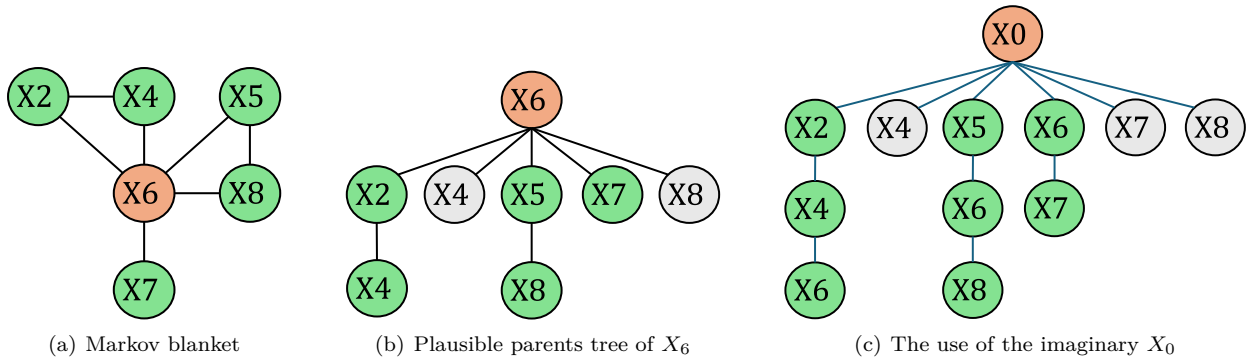 X2 X4 X5
X6 X8
X7
(a) Markov blanket
X6
X2 X4 X5 X7 X8
X4 X8
(b) Plausible parents tree of X6
X0
X2 X4 X5 X6 X7 X8
X4 X6 X7
X6 X8
(c) The use of the imaginary X0